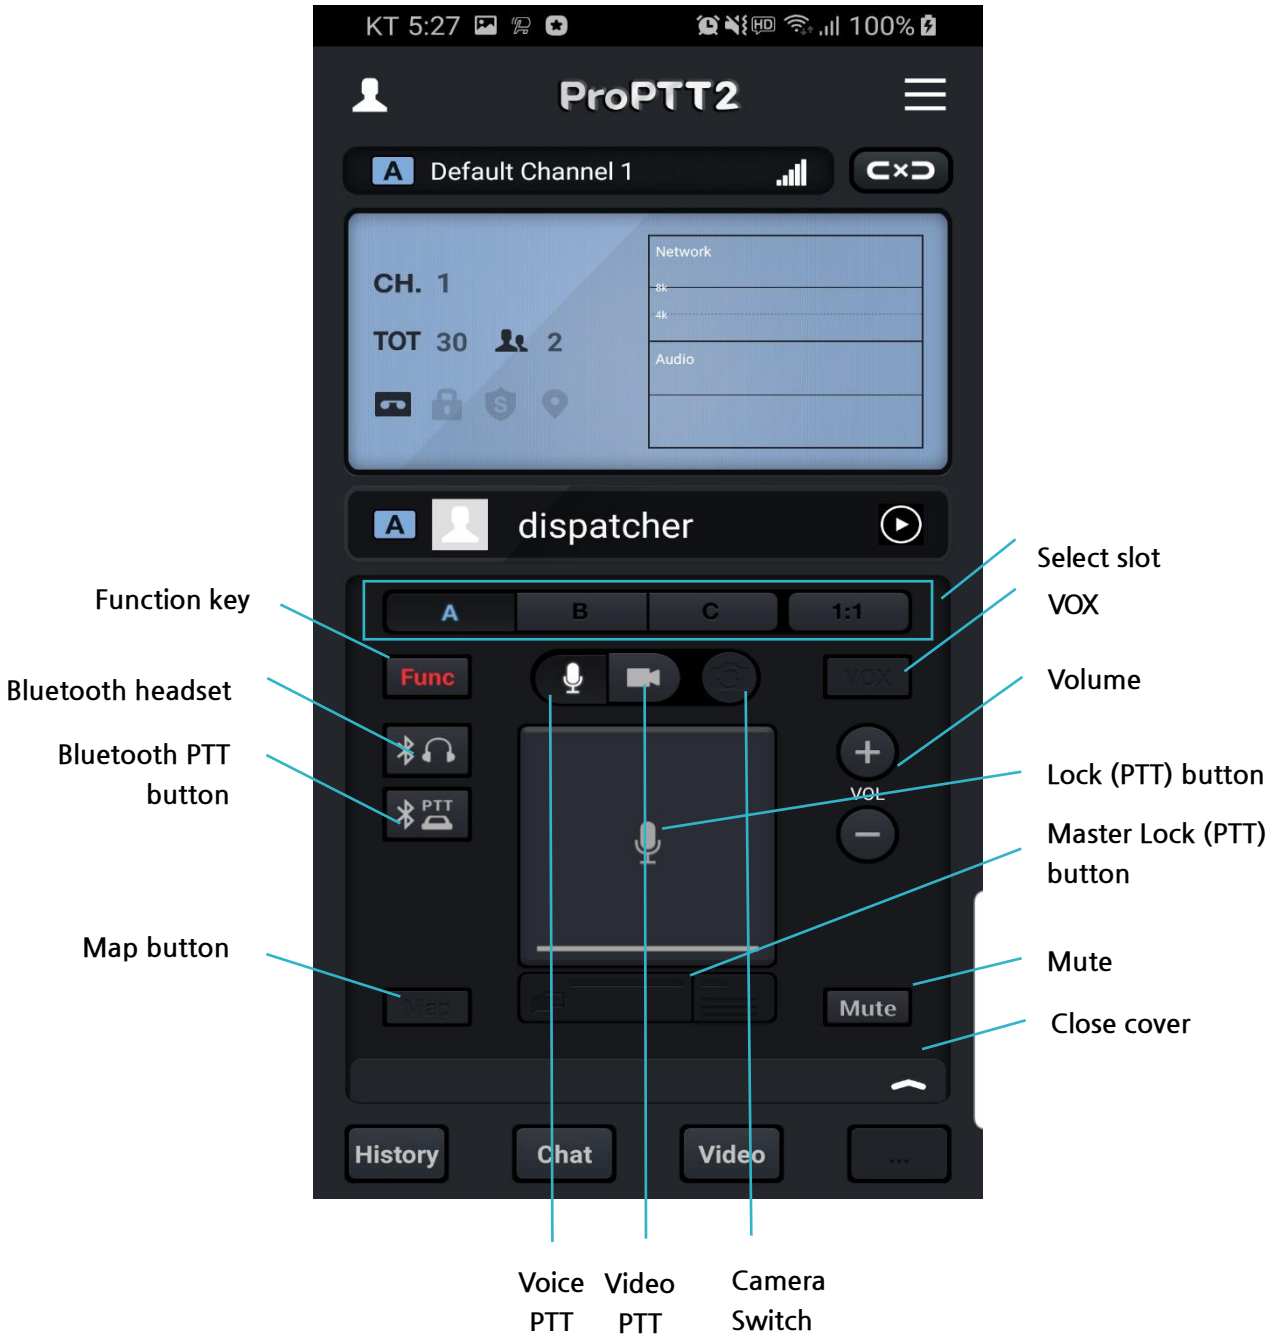 KT 5:27 HD 100%
ProPTT2
A Default Channel 1
CH. 1
TOT 30 2
S
Network
8k
4k
Audio
A dispatcher
Select slot
Function key
A B C 1:1
VOX
Func
VOX
Bluetooth headset
Volume
Bluetooth PTT
button
PTT
VOL
Lock (PTT) button
Master Lock (PTT)
button
Map button
Map
Mute
Mute
Close cover
History Chat Video ...
Voice
PTT
Video
PTT
Camera
Switch